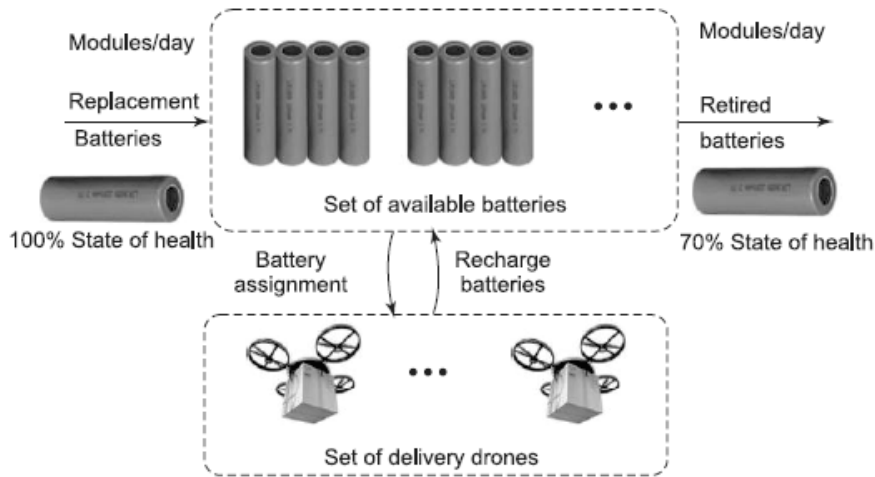 Modules/day
Replacement
Batteries
100% State of health
Set of available batteries
Modules/day
Retired
batteries
70% State of health
Battery
assignment
Recharge
batteries
Set of delivery drones